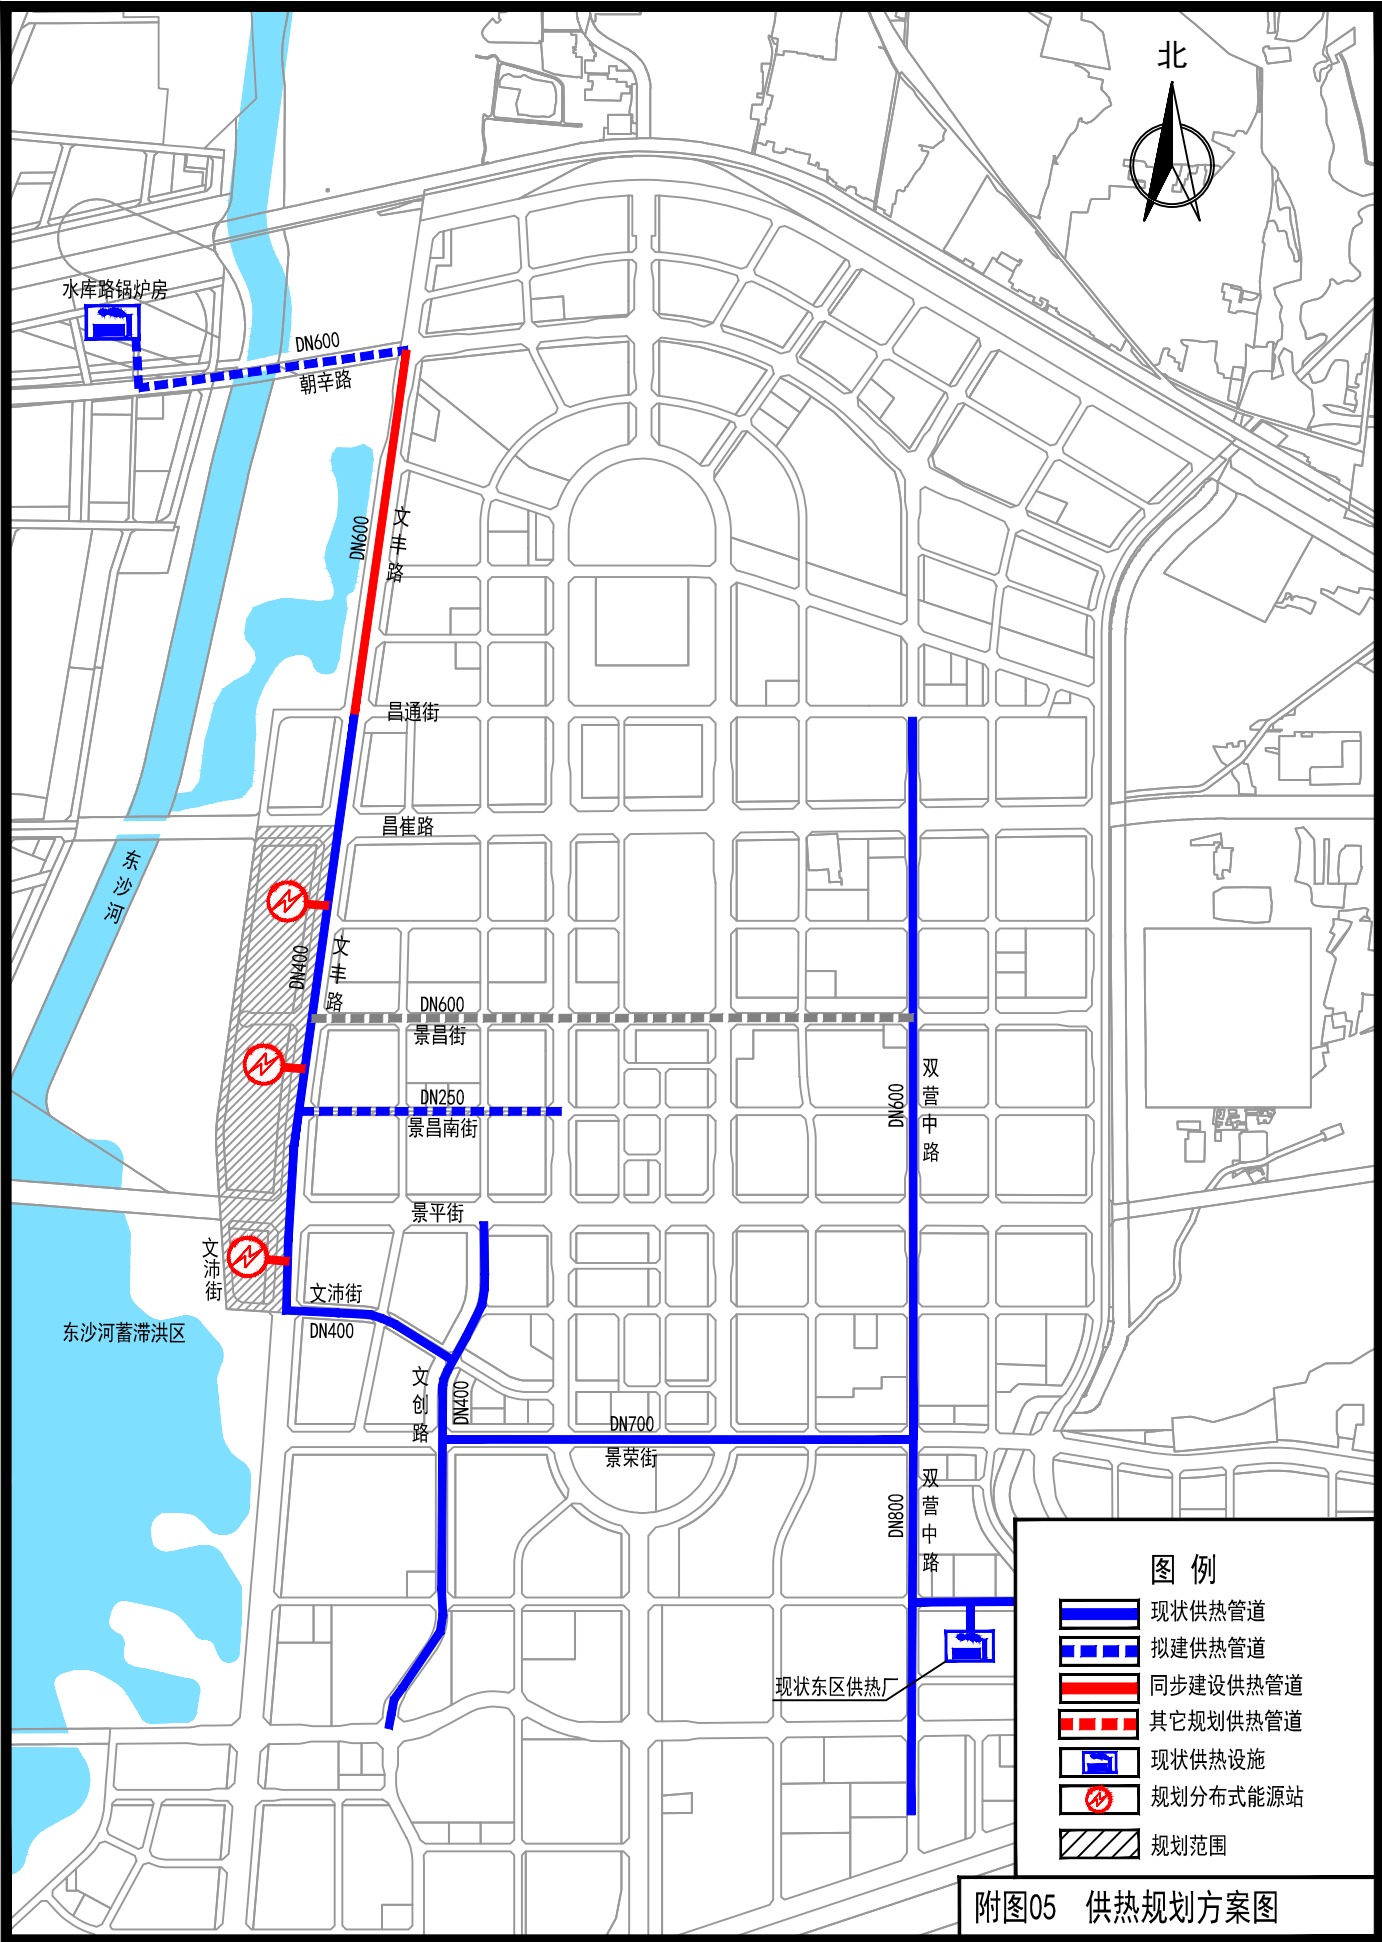 北
水库路锅炉房
DN600
朝辛路
DN600
文丰路
昌通街
昌崔路
东沙河
DN400
文丰路
DN600
景昌街
DN250
景昌南街
DN600
双营中路
景平街
文沛街
文沛街
DN400
东沙河蓄滞洪区
文创路
DN400
DN700
景荣街
DN800
双营中路
现状东区供热厂
图 例
现状供热管道
拟建供热管道
同步建设供热管道
其它规划供热管道
现状供热设施
规划分布式能源站
规划范围
附图05 供热规划方案图